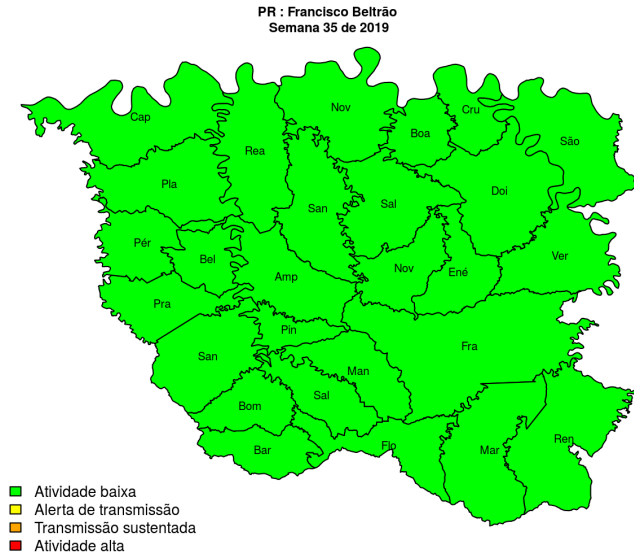 PR : Francisco Beltrão
Semana 35 de 2019
Cap
Nov
Boa
Cru
São
Rea
Pla
San
Sal
Doi
Pér
Bel
Amp
Nov
Ené
Ver
Pra
Pin
San
Man
Fra
Bom
Sal
Bar
Flo
Mar
Ren
Atividade baixa
Alerta de transmissão
Transmissão sustentada
Atividade alta